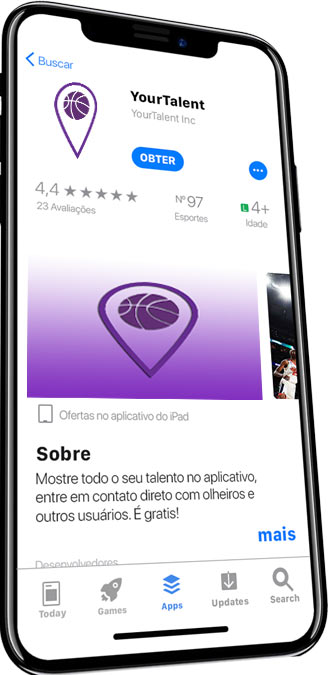 Buscar
YourTalent
YourTalent Inc
OBTER
4,4 ★★★★★
23 Avaliações
Nº97
Esportes
L 4+
Idade
Ofertas no aplicativo do iPad
Sobre
Mostre todo o seu talento no aplicativo,
entre em contato direto com olheiros e
outros usuários. É gratis!
mais
Desenvolvedores
Today
Games
Apps
Updates
Search